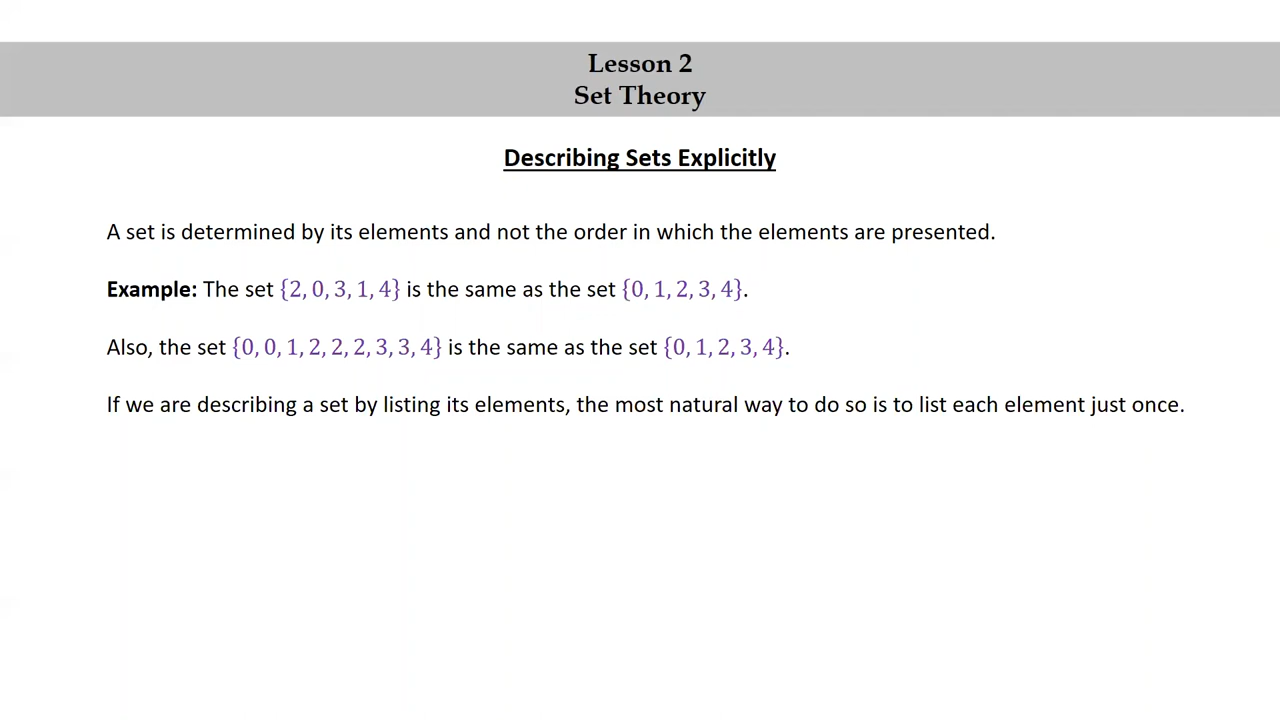 Lesson 2
Set Theory
Describing Sets Explicitly
A set is determined by its elements and not the order in which the elements are presented.
Example: The set {2, 0, 3, 1, 4} is the same as the set {0, 1, 2, 3, 4}.
Also, the set {0, 0, 1, 2, 2, 2, 3, 3, 4} is the same as the set {0, 1, 2, 3, 4}.
If we are describing a set by listing its elements, the most natural way to do so is to list each element just once.